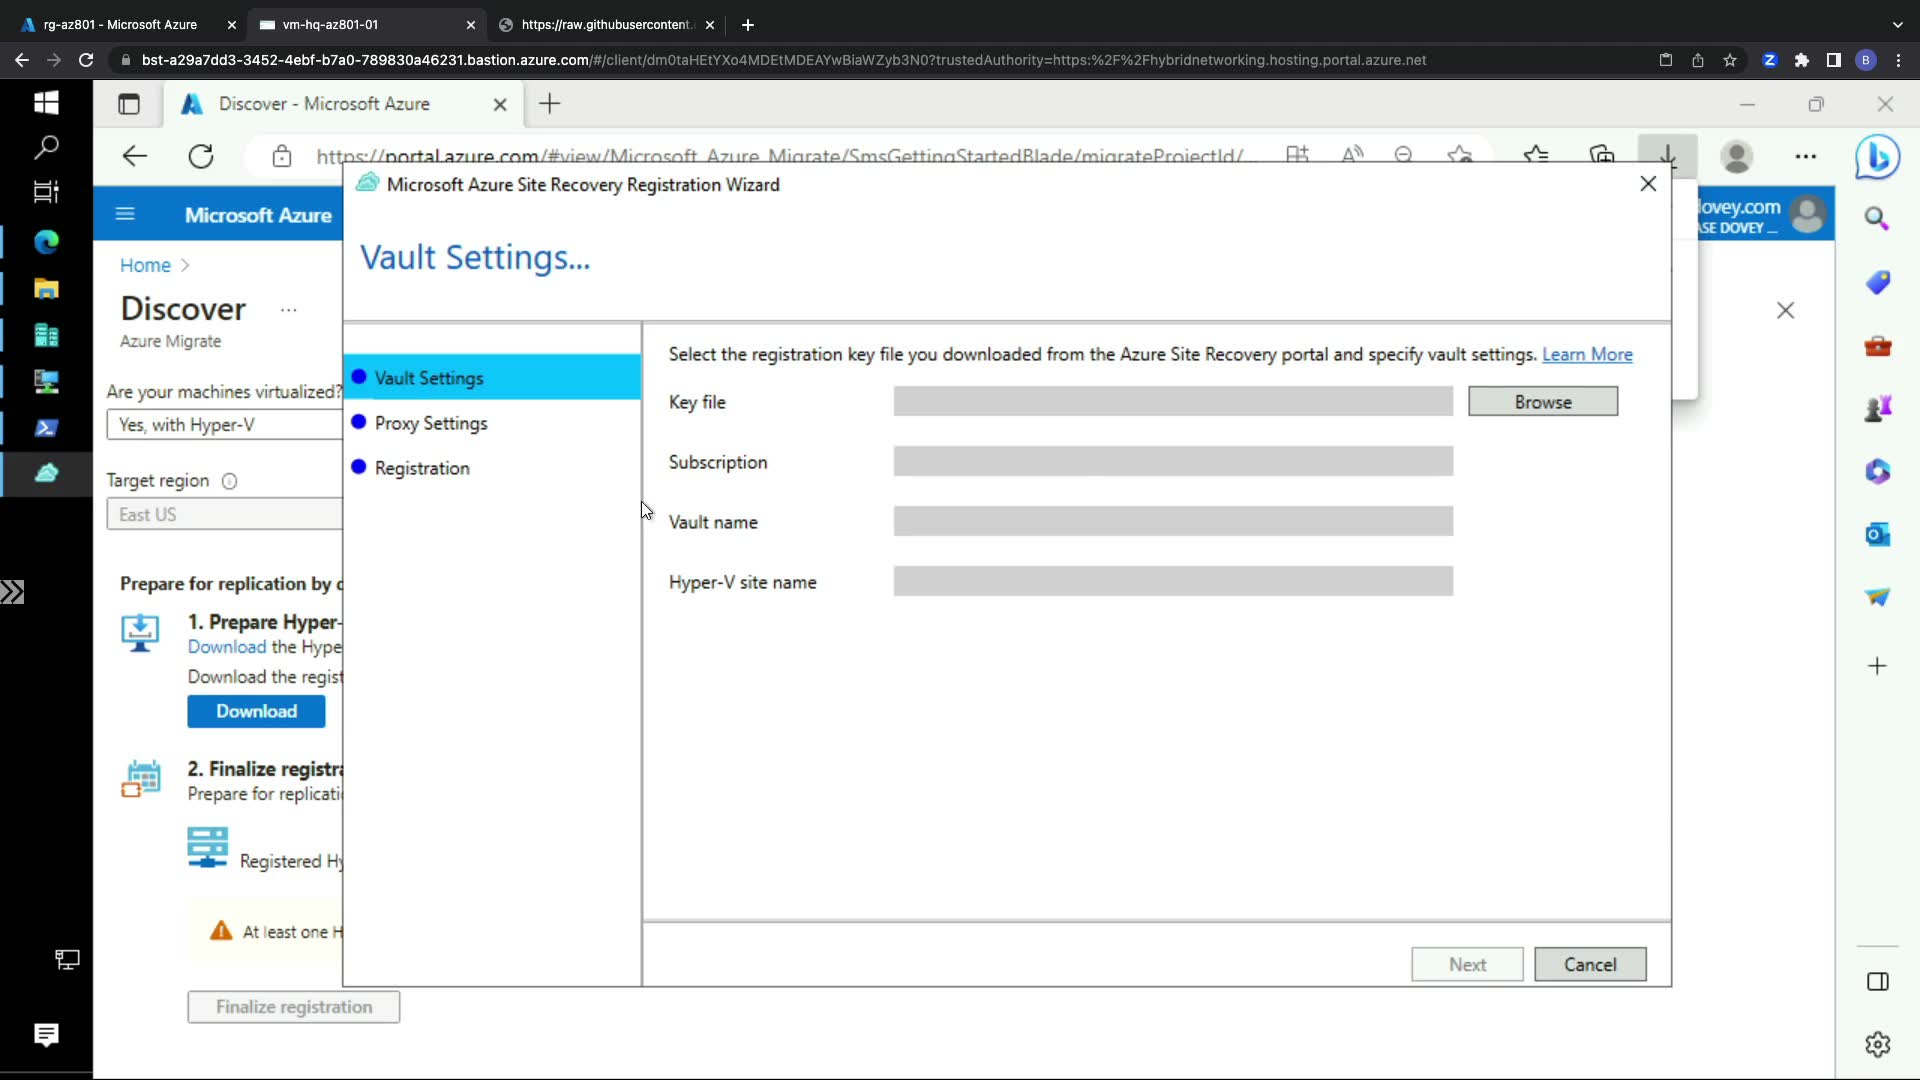 rg-az801 - Microsoft Azure
vm-hq-az801-01
https://raw.githubusercontent.
bst-a29a7dd3-3452-4ebf-b7a0-789830a46231.bastion.azure.com/#/client/dm0taHEtYXo4MDEtMDEAYwBiaWZyb3N0?trustedAuthority=https:%2F%2Fhybridnetworking.hosting.portal.azure.net
B
Discover - Microsoft Azure
https://portal.azure.com/#view/Microsoft_Azure_Migrate/SmsGettingStartedBlade/migrateProjectId/...
Microsoft Azure Site Recovery Registration Wizard
Microsoft Azure
lovey.com
ASE DOVEY ...
Vault Settings...
Home >
Discover ...
Azure Migrate
Select the registration key file you downloaded from the Azure Site Recovery portal and specify vault settings. Learn More
Vault Settings
Proxy Settings
Registration
Key file
Browse
Subscription
Vault name
Hyper-V site name
Are your machines virtualized?
Yes, with Hyper-V
Target region
East US
Prepare for replication by
1. Prepare Hyper-
Download the Hype
Download the regist
Download
2. Finalize registra
Prepare for replicati
Registered Hy
At least one H
Finalize registration
Next
Cancel